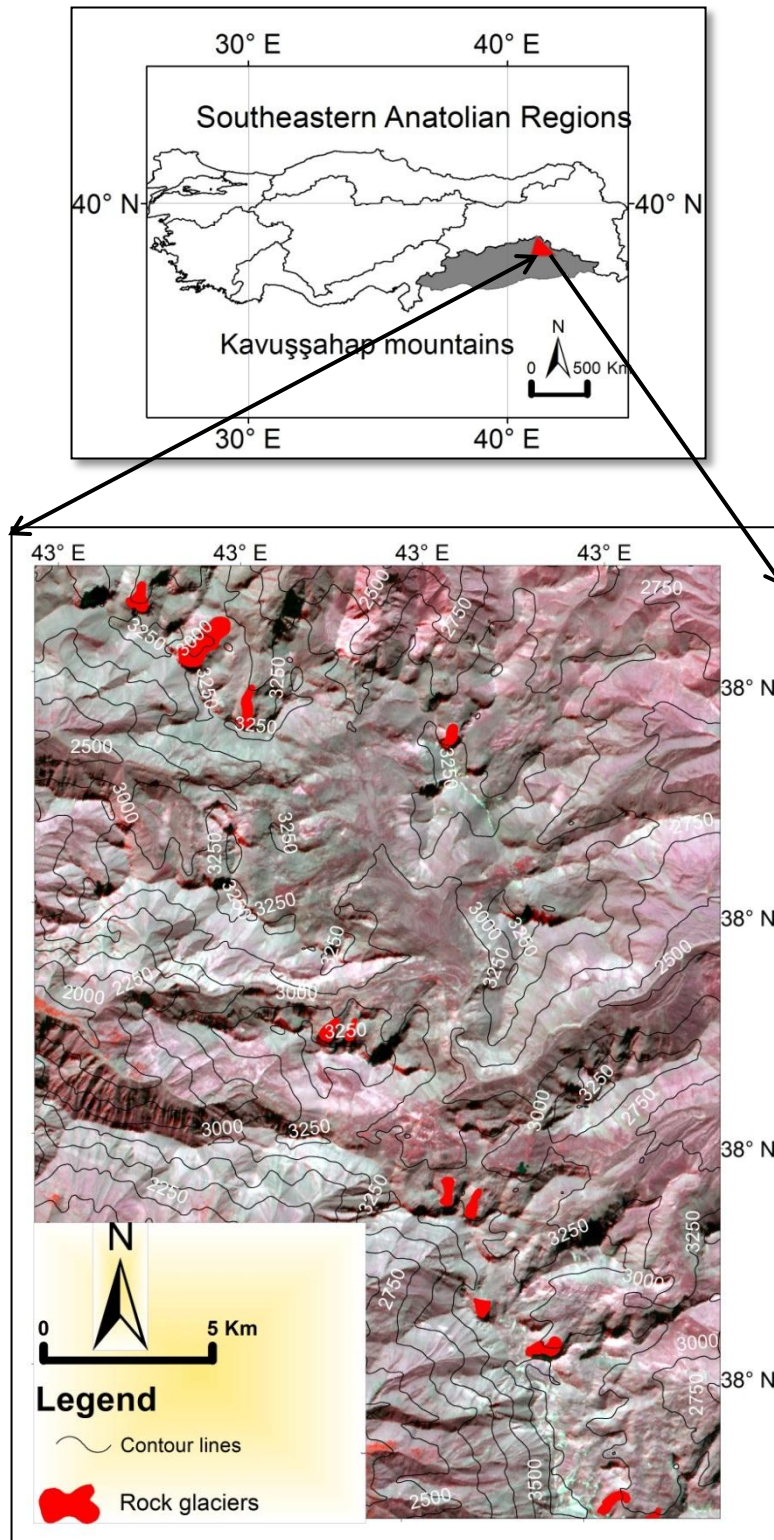 30° E 40° E
Southeastern Anatolian Regions
40° N 40° N
Kavuşşahap mountains
N
0 500 Km
30° E 40° E
43° E 43° E 43° E 43° E
2500 2750 2750
3250 3000
3250 3250
38° N
3250
2500 3250
3000 3250 3250 2750
3250 3250
38° N
3250 3000 3250
2250 3000 3250 2500
2000
3250
3250
3000 2750
3000 3250
38° N
2250 3250
3250 3250
N
2750 3000
0 5 Km
3000
38° N
Legend 2750
Contour lines
Rock glaciers 2500 3500